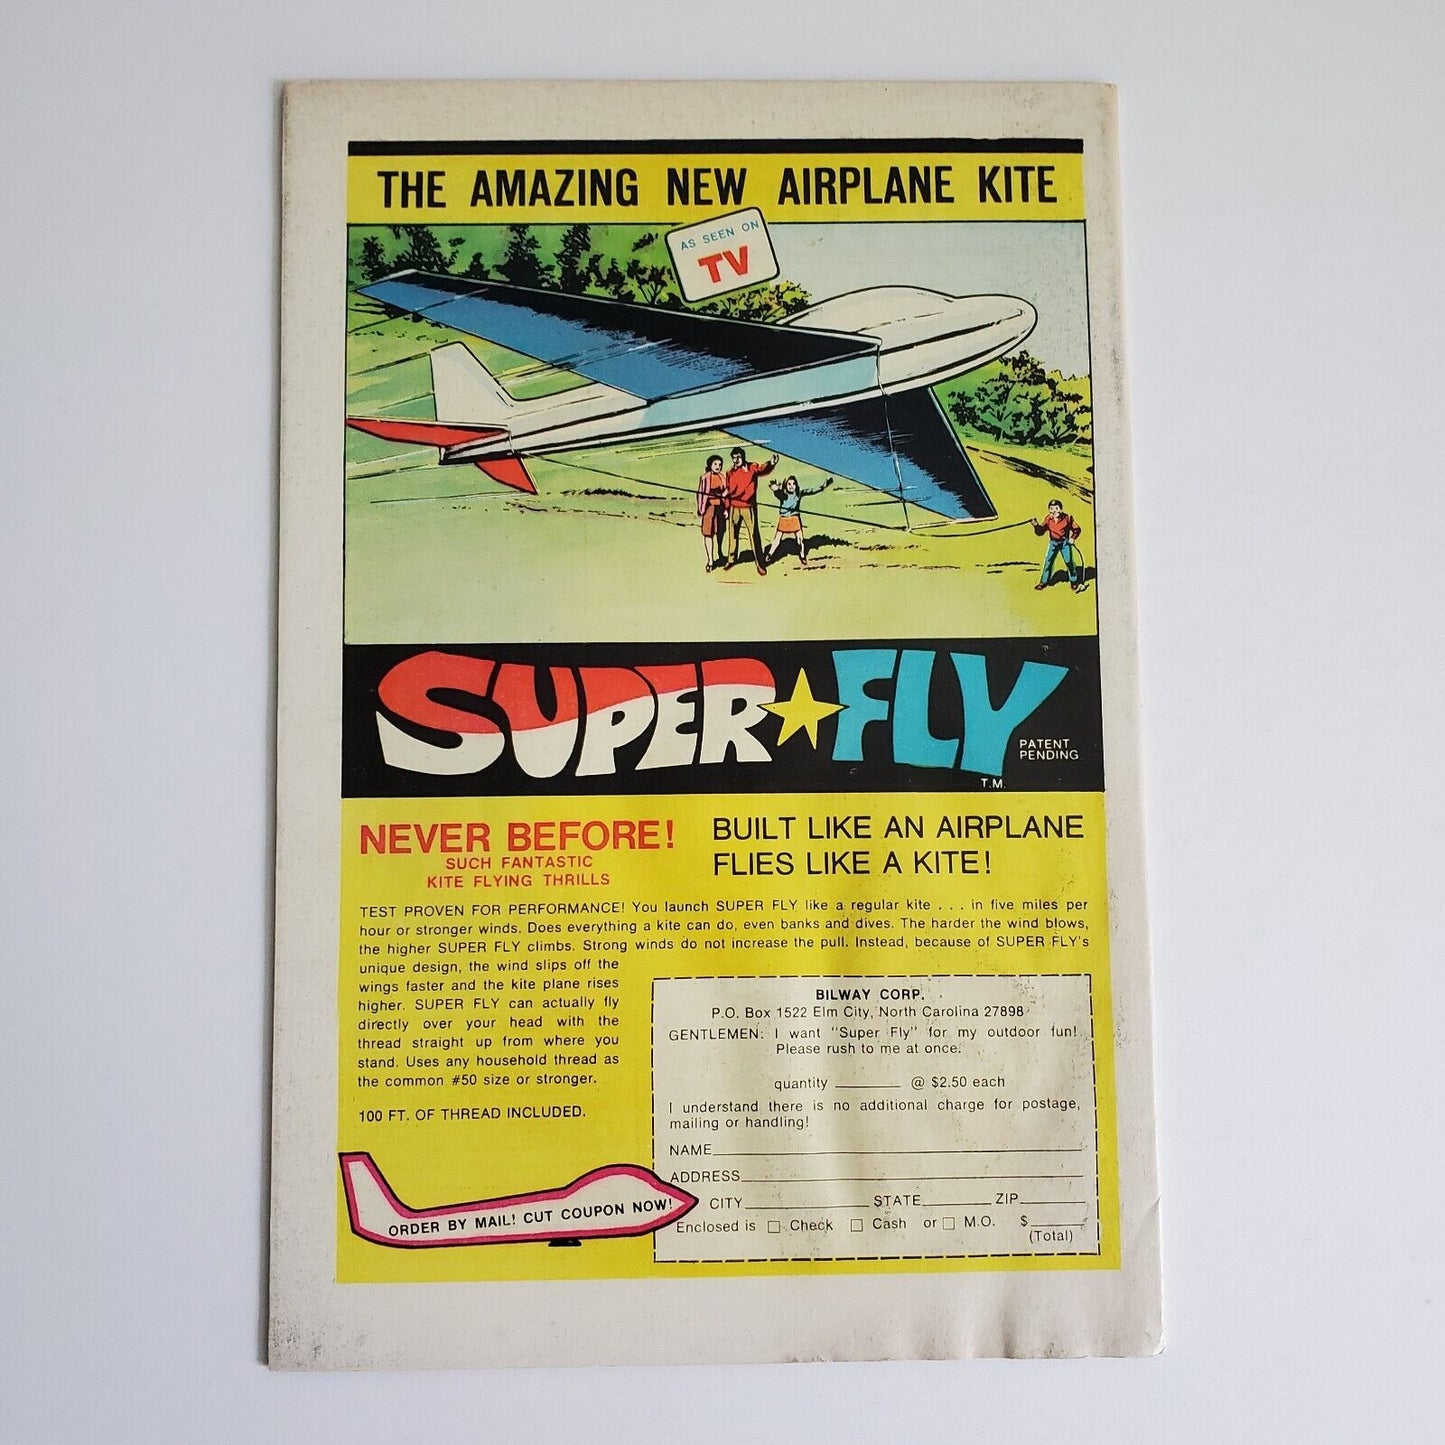 THE AMAZING NEW AIRPLANE KITE
AS SEEN ON
TV
SUPER FLY
PATENT
PENDING
T.M.
NEVER BEFORE!
SUCH FANTASTIC
KITE FLYING THRILLS
BUILT LIKE AN AIRPLANE
FLIES LIKE A KITE!
TEST PROVEN FOR PERFORMANCE! You launch SUPER FLY like a regular kite . . . in five miles per
hour or stronger winds. Does everything a kite can do, even banks and dives. The harder the wind blows,
the higher SUPER FLY climbs. Strong winds do not increase the pull. Instead, because of SUPER FLY's
unique design, the wind slips off the
wings faster and the kite plane rises
higher. SUPER FLY can actually fly
directly over your head with the
thread straight up from where you
stand. Uses any household thread as
the common #50 size or stronger.
100 FT. OF THREAD INCLUDED.
ORDER BY MAIL! CUT COUPON NOW!
BILWAY CORP.
P.O. Box 1522 Elm City, North Carolina 27898
GENTLEMEN: I want "Super Fly" for my outdoor fun!
Please rush to me at once.
quantity ______ @ $2.50 each
I understand there is no additional charge for postage,
mailing or handling!
NAME
ADDRESS
CITY STATE ZIP
Enclosed is □ Check □ Cash or □ M.O. $
(Total)